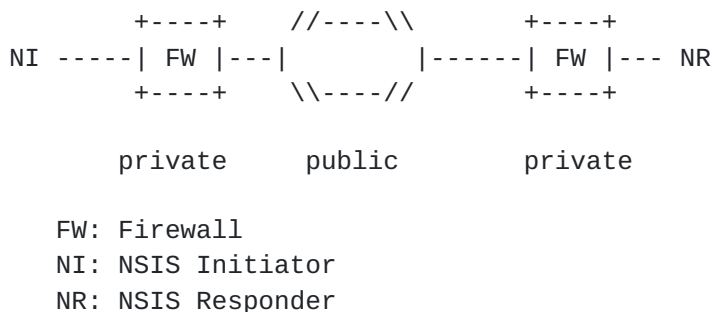 +----+    //----\\       +----+
NI -----| FW |---|        |------| FW |--- NR
        +----+    \\----//       +----+

       private     public        private

   FW: Firewall
   NI: NSIS Initiator
   NR: NSIS Responder